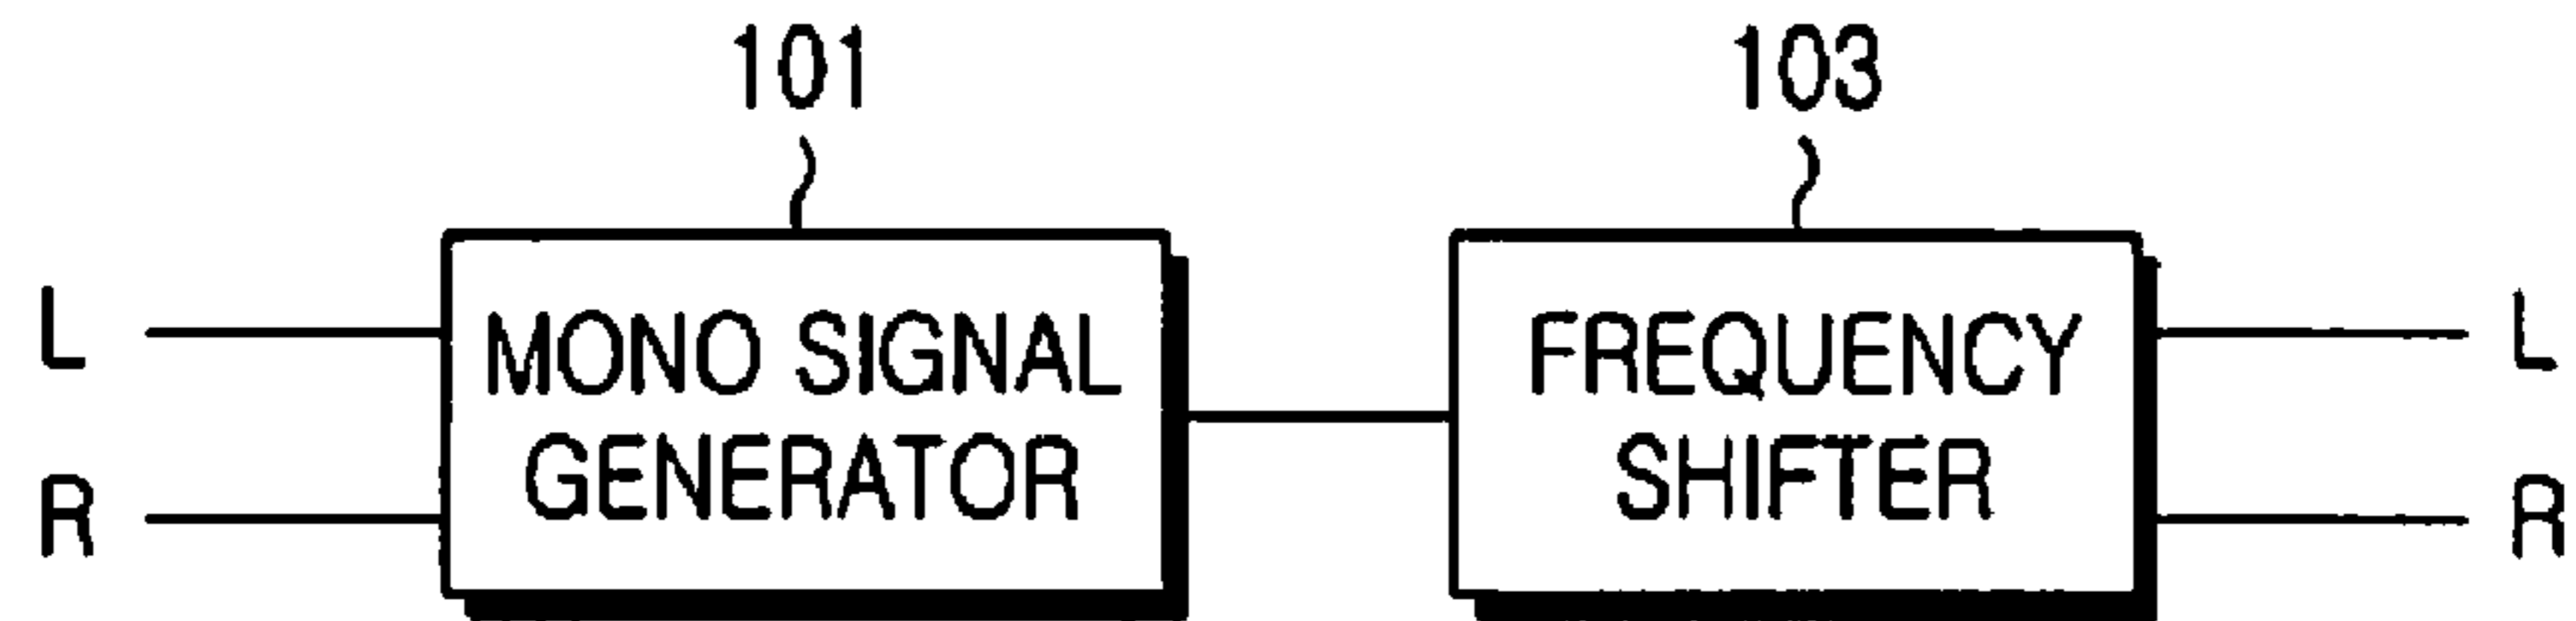 101
103
L
MONO SIGNAL
GENERATOR
FREQUENCY
SHIFTER
L
R
R